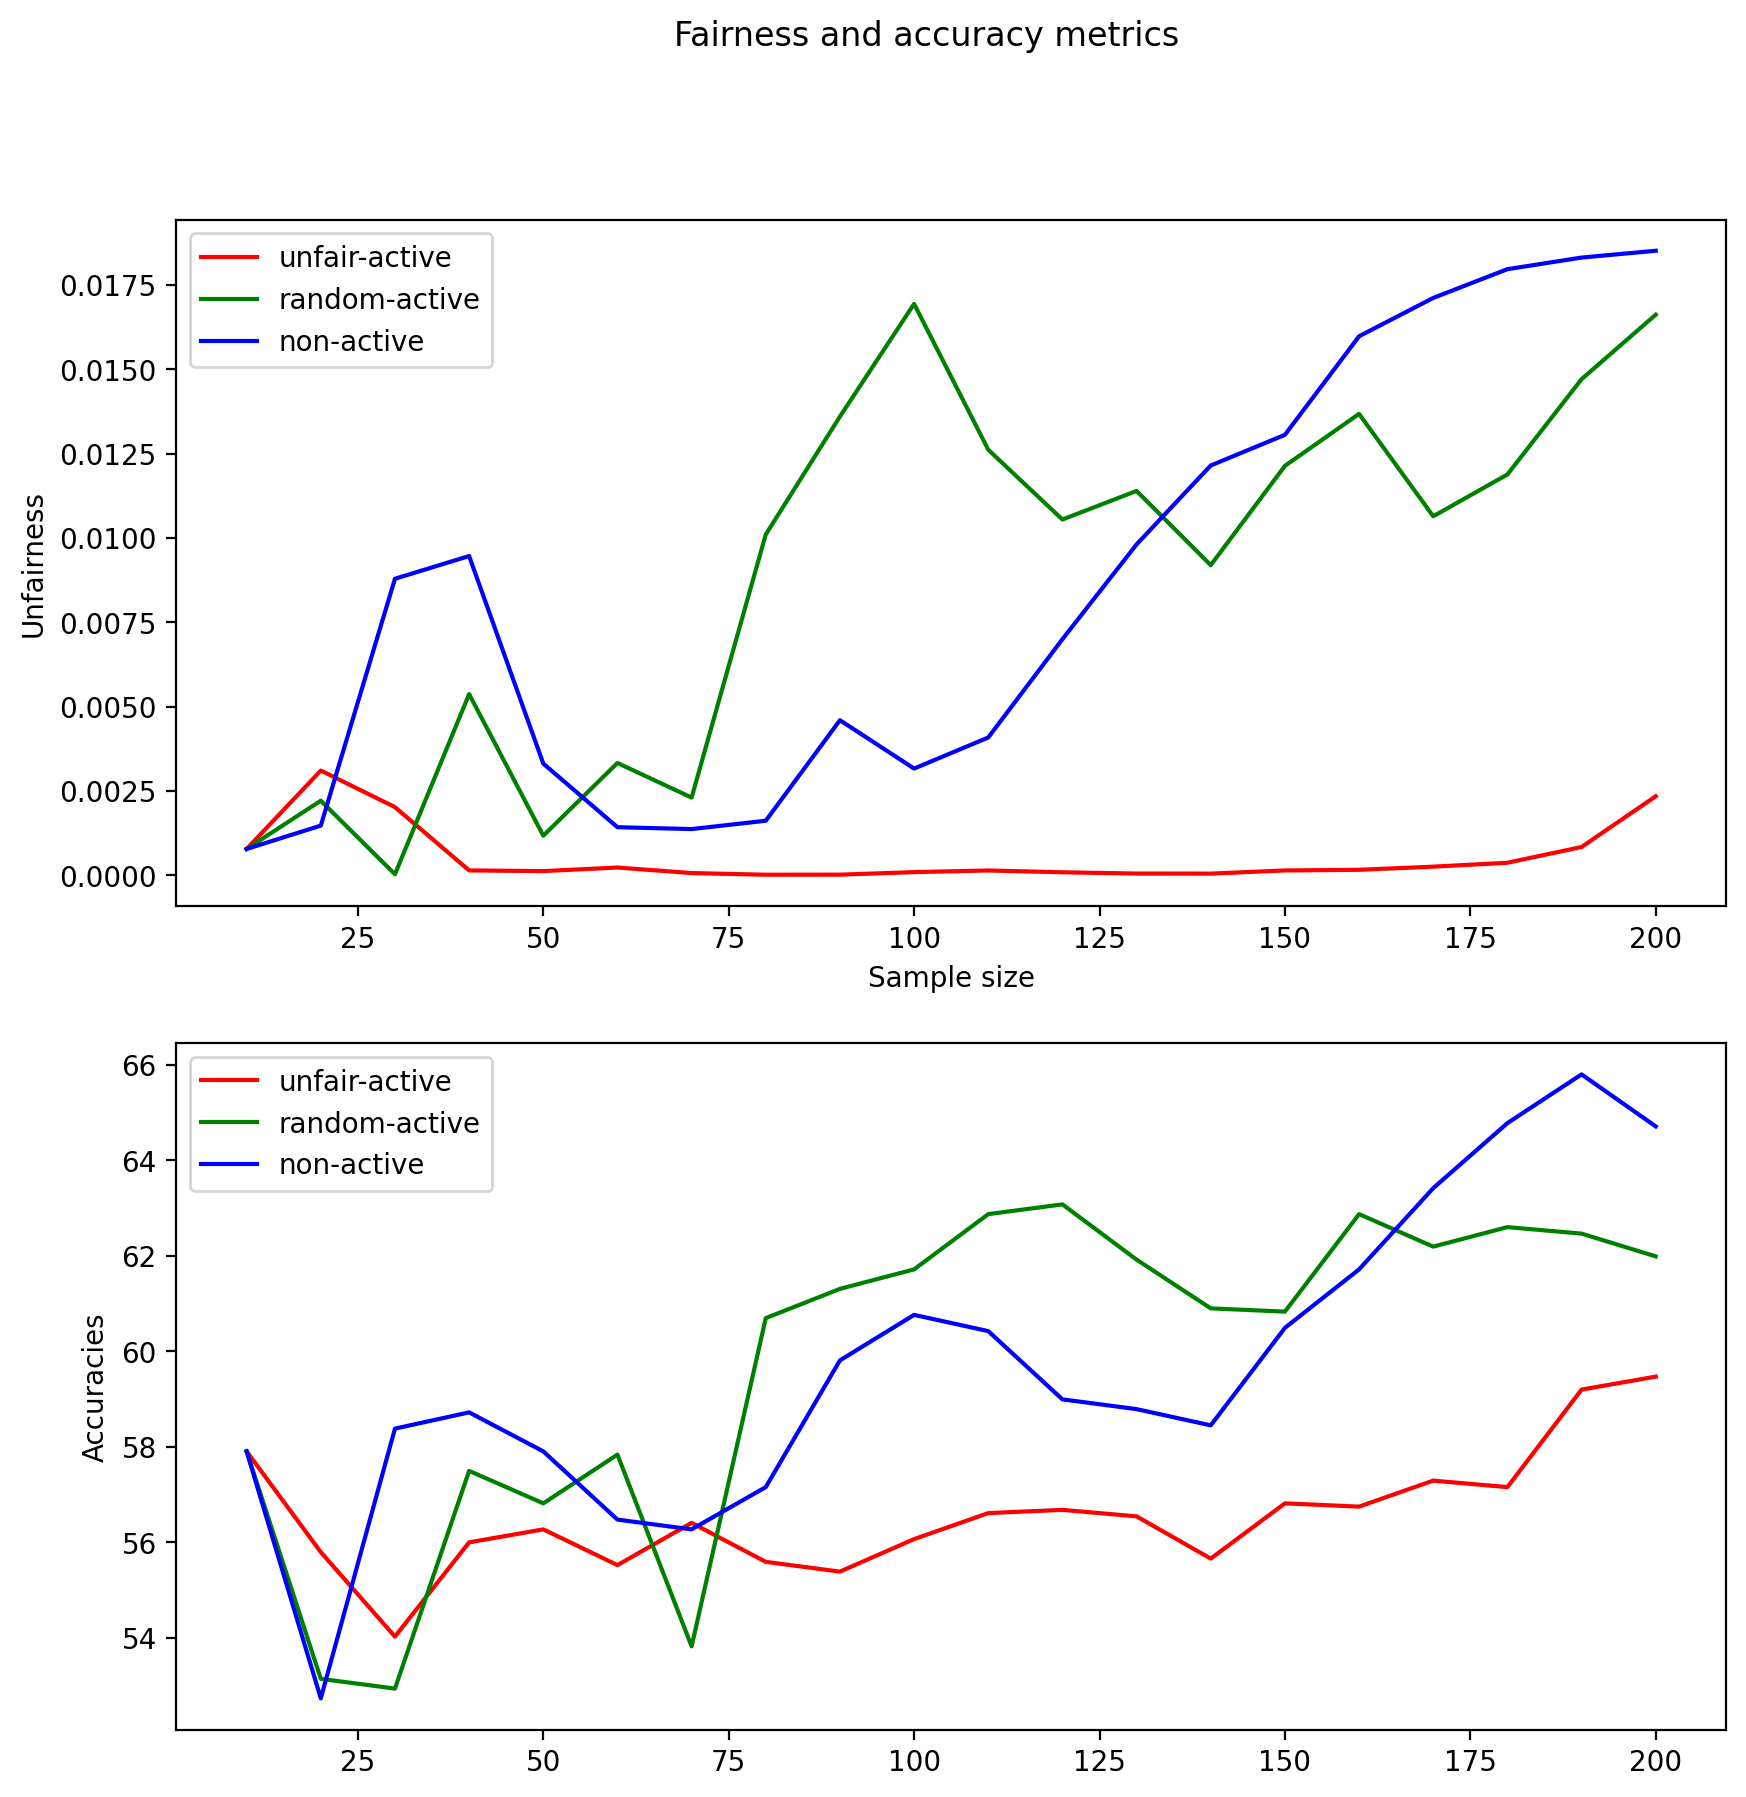 Fairness and accuracy metrics
unfair-active
random-active
non-active
0.0175
0.0150
0.0125
0.0100
0.0075
0.0050
0.0025
0.0000
Unfairness
25 50 75 100 125 150 175 200
Sample size
unfair-active
random-active
non-active
66
64
62
60
58
56
54
Accuracies
25 50 75 100 125 150 175 200